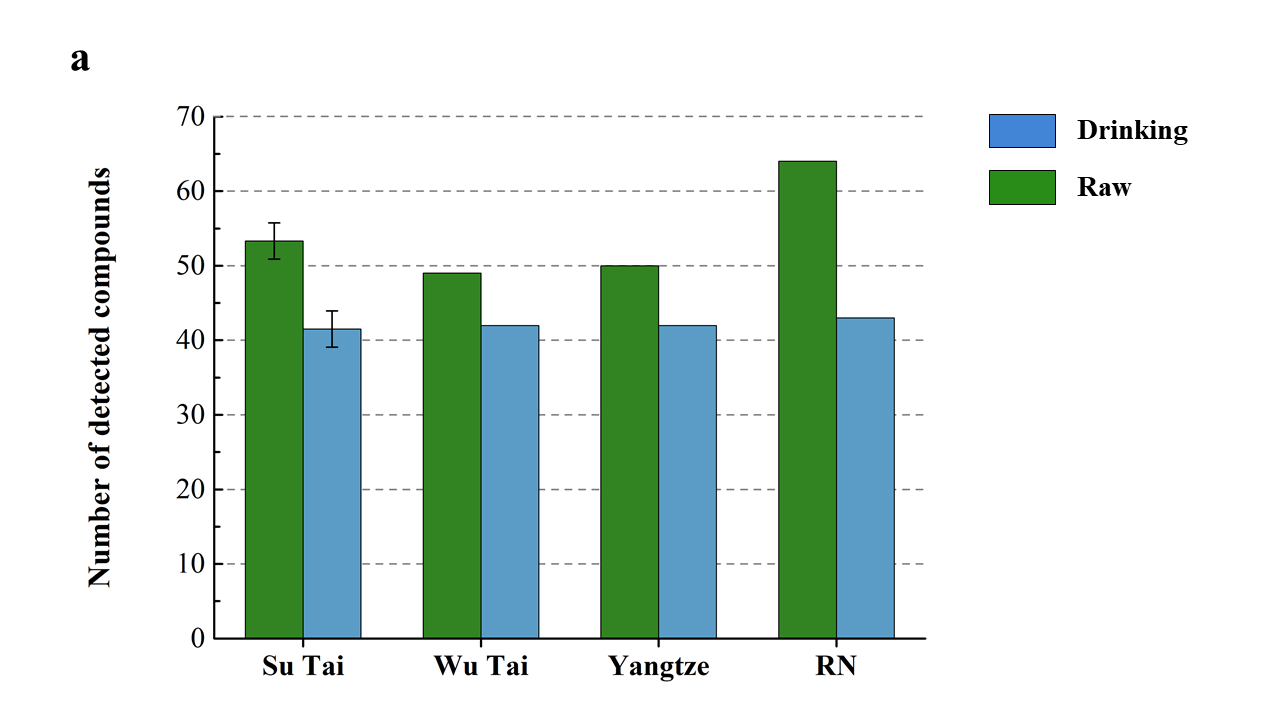 a
Number of detected compounds
70
60
50
40
30
20
10
0
Su Tai
Wu Tai
Yangtze
RN
Drinking
Raw